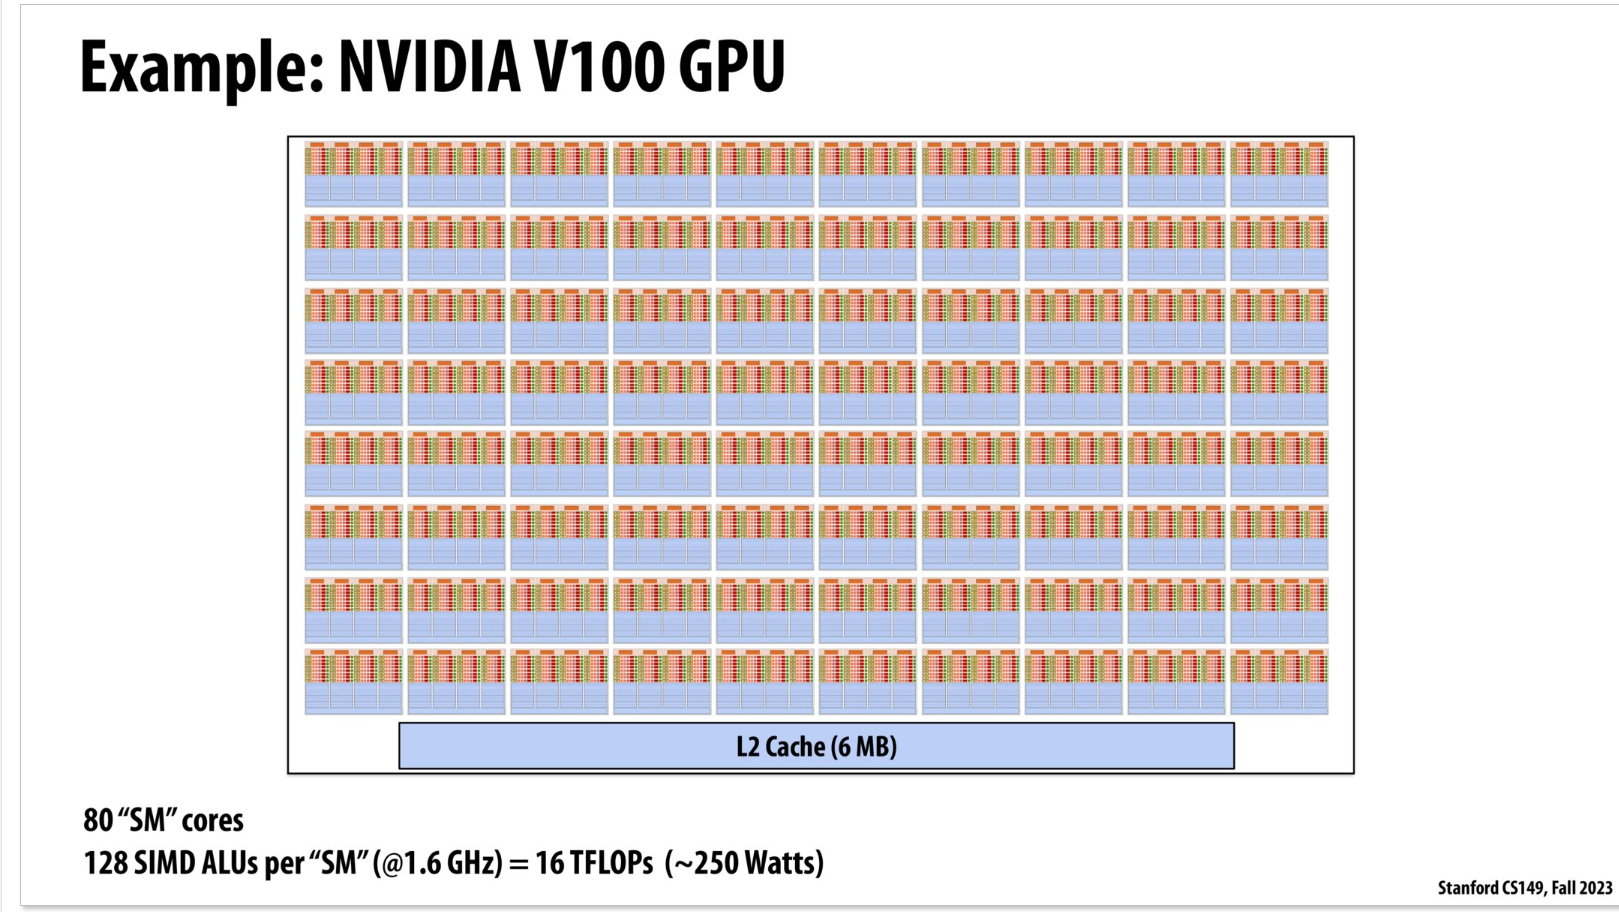 Example: NVIDIA V100 GPU
L2 Cache (6 MB)
80 “SM” cores
128 SIMD ALUs per “SM” (@1.6 GHz) = 16 TFLOPs (~250 Watts)
Stanford CS149, Fall 2023